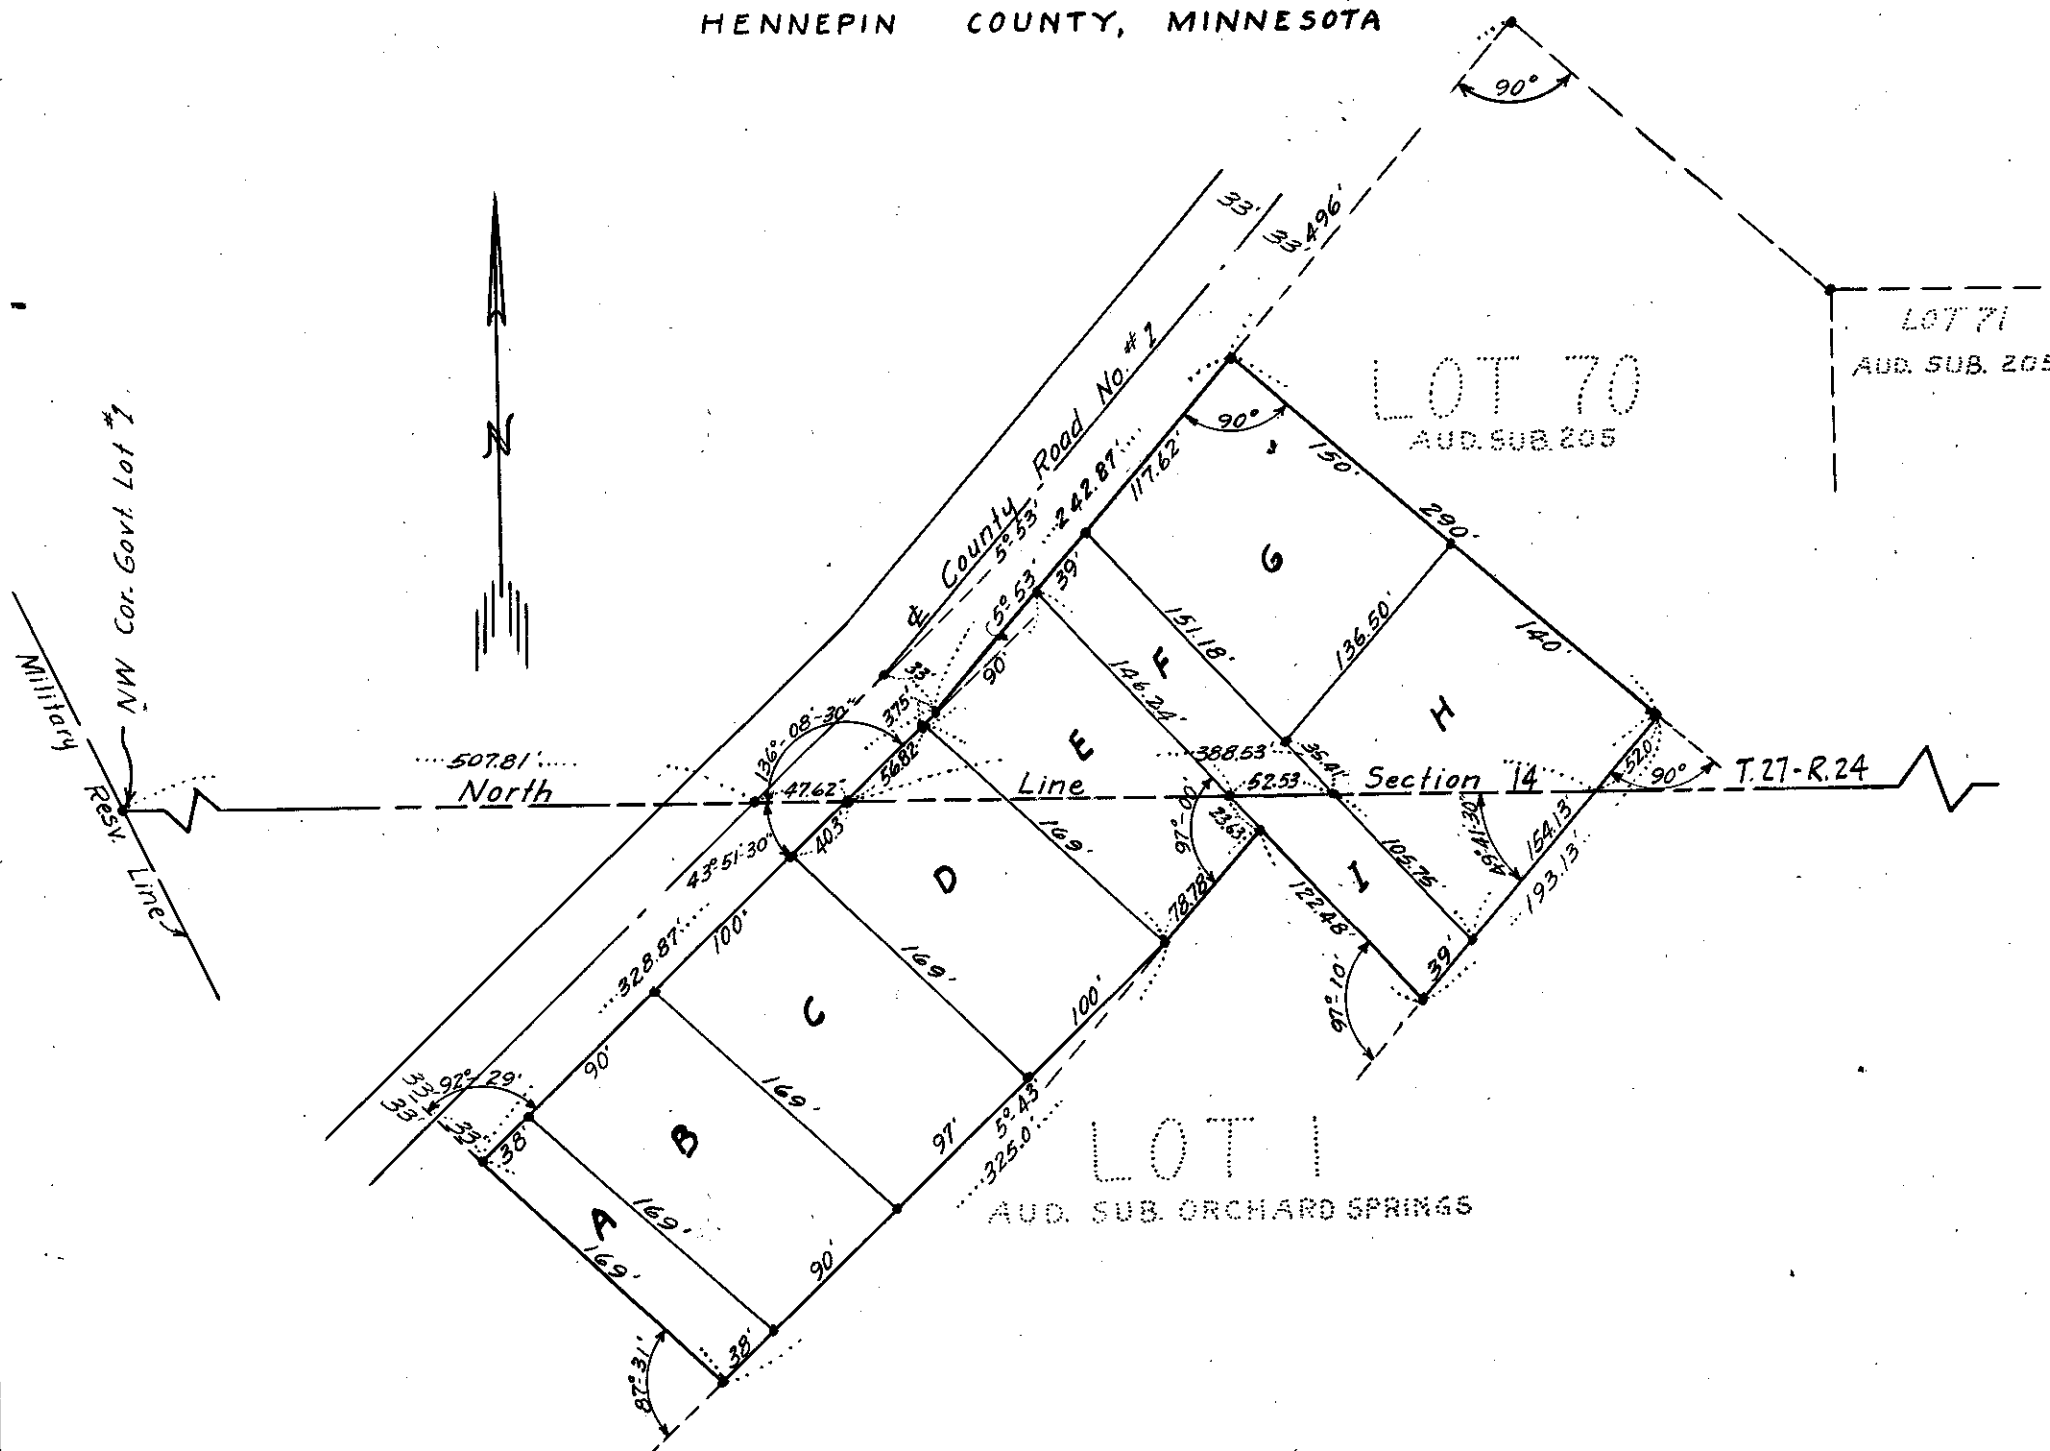 HENNEPIN COUNTY, MINNESOTA
90°
33'
33'
496'
LOT 71
AUD. SUB. 205
LOT 70
AUD. SUB. 205
N
NW Cor. Govt. Lot #1
Military Resv. Line
℄ County Road No. #1
5°-53'
242.87'
117.62'
90°
150'
290'
140'
G
39'
5°-53'
90'
33'
3.75'
136°-08'-30"
56.82'
151.18'
136.50'
146.24'
F
E
H
507.81'
North Line Section 14 T.27-R.24
47.62'
388.53'
52.53'
35.41'
52.0'
90°
43°-51'-30"
40.3'
169'
97°-00'
23.63'
49°-41'-30"
154.13'
193.13'
105.75'
I
122.48'
78.78'
D
328.87'
100'
169'
39'
97°-10'
C
100'
90'
169'
33'
33'
92°-29'
33'
38'
97'
5°-43'
325.0'
B
LOT 1
AUD. SUB. ORCHARD SPRINGS
A
169'
169'
90'
38'
87°-31'